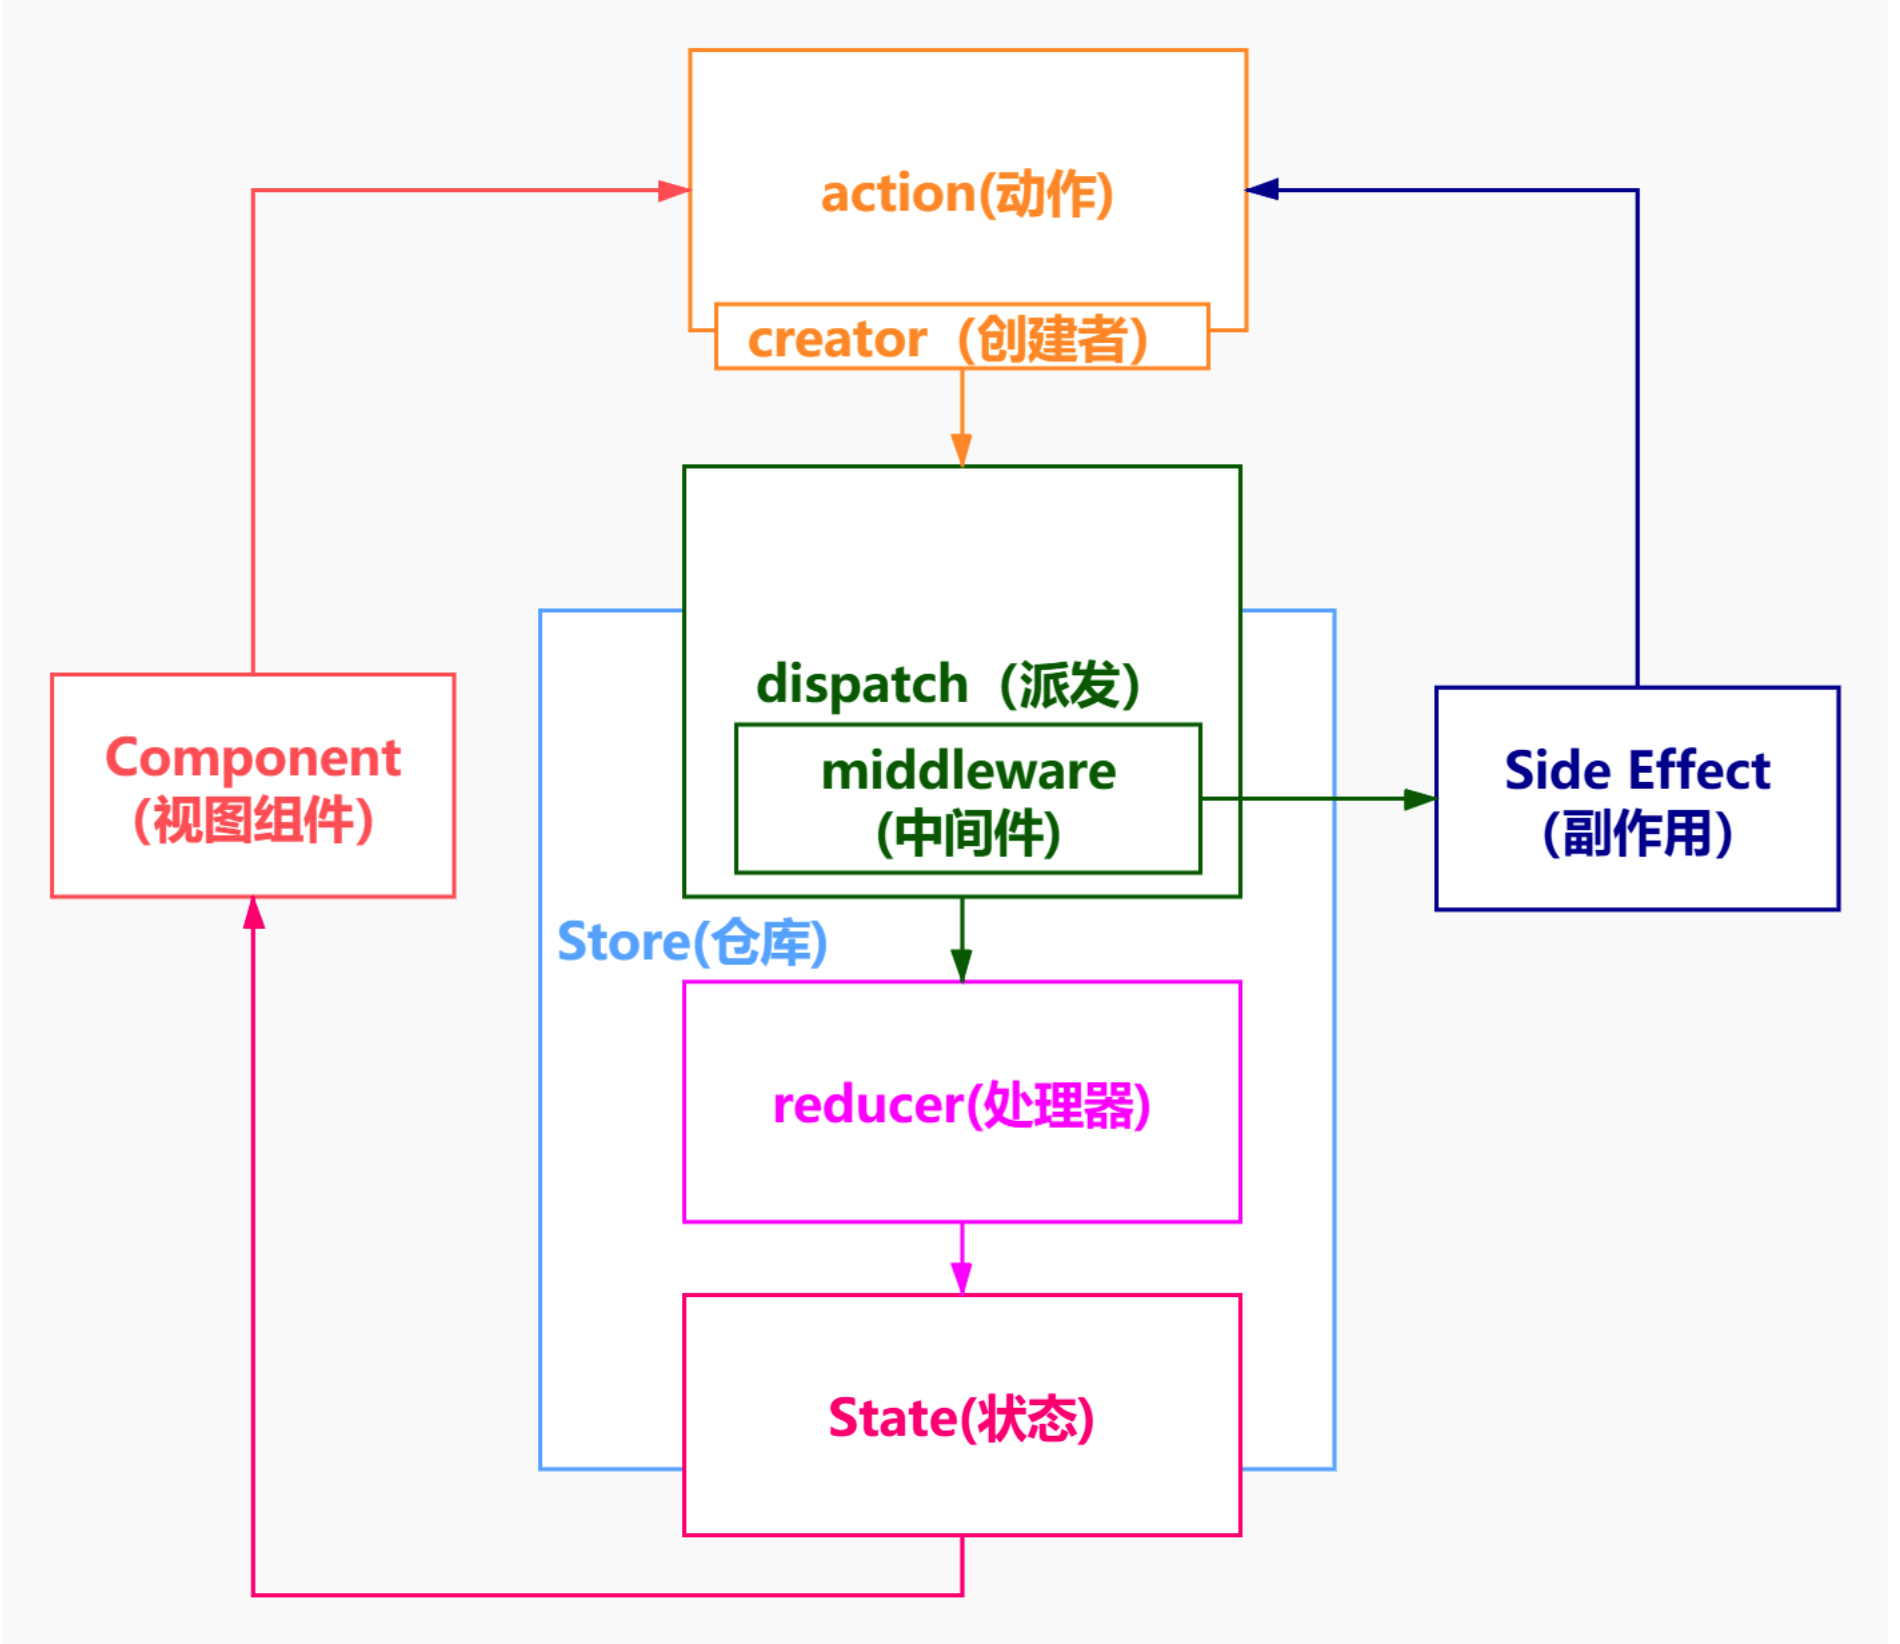 action(动作)
creator（创建者）
dispatch（派发）
middleware
(中间件)
Component
（视图组件）
Side Effect
（副作用）
Store(仓库)
reducer(处理器)
State(状态)